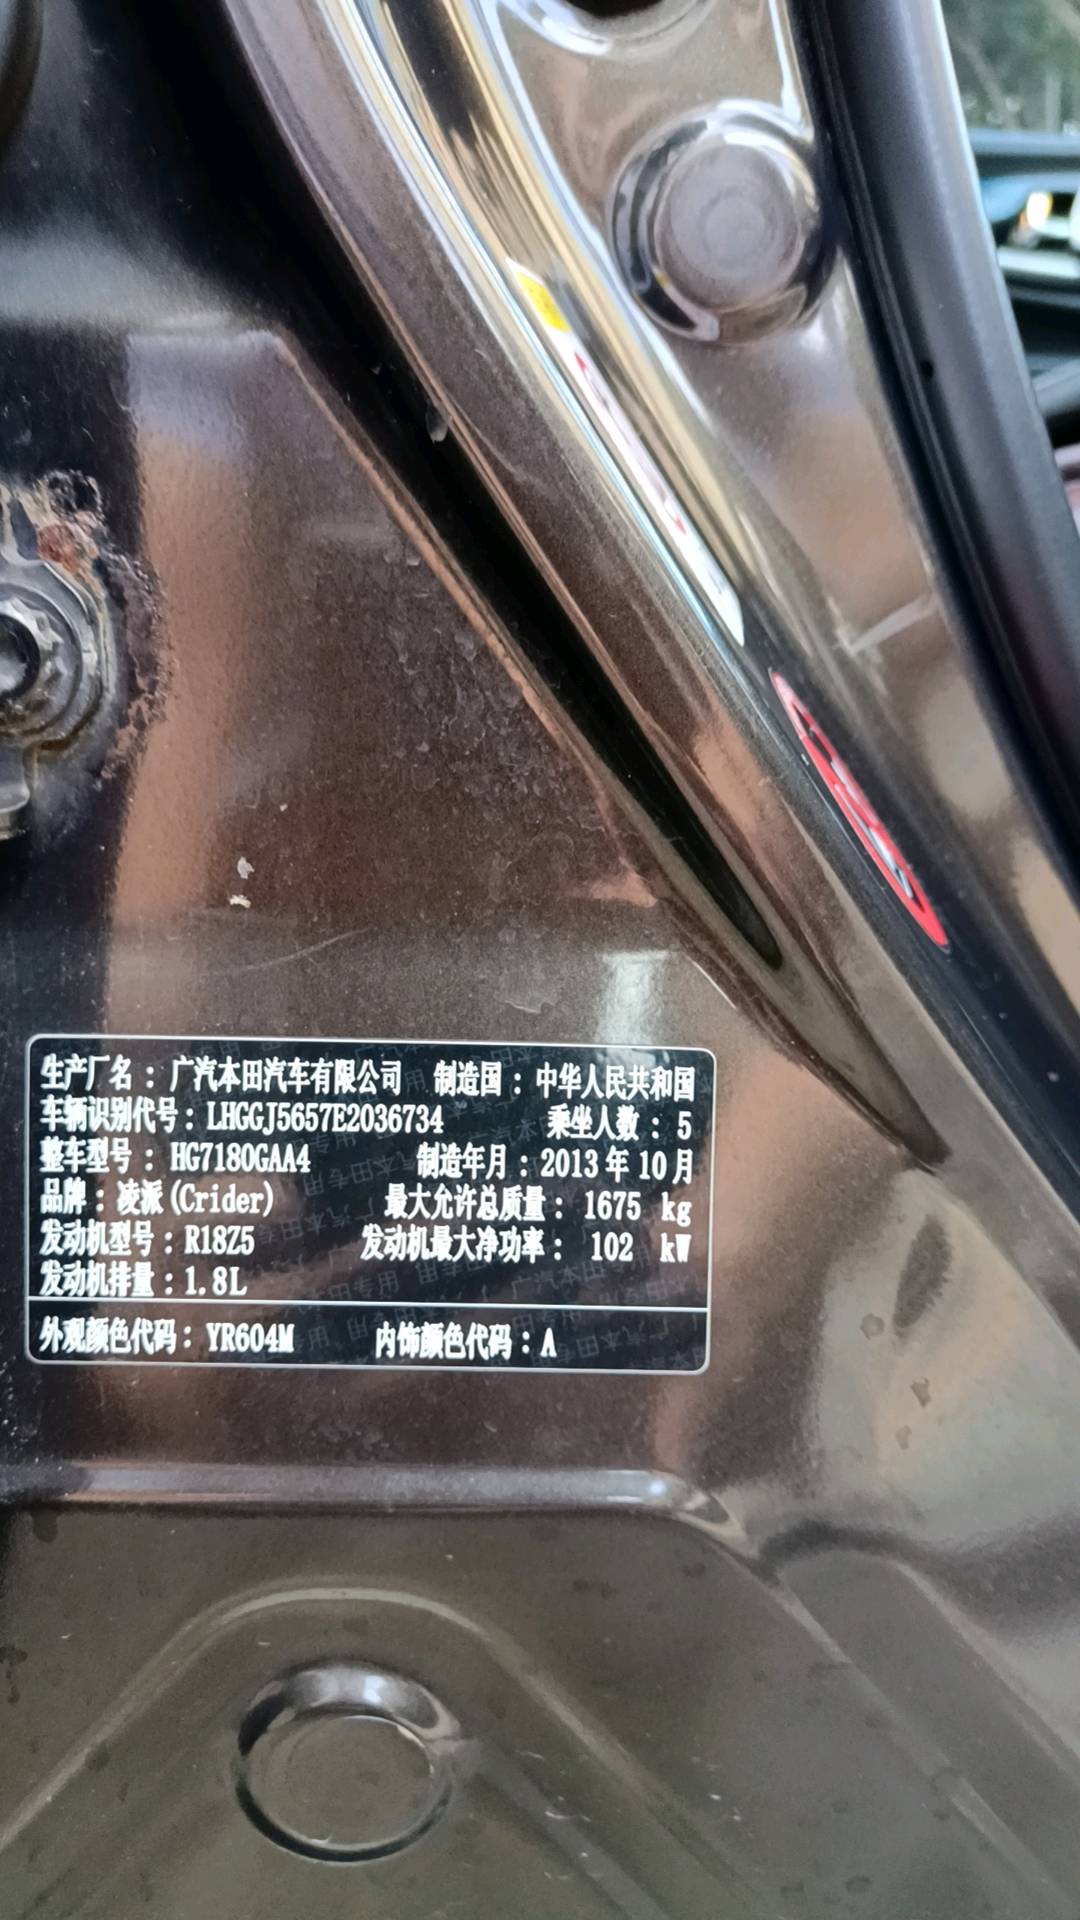 生产厂名：广汽本田汽车有限公司 制造国：中华人民共和国
车辆识别代号：LHGGJ5657E2036734 乘坐人数：5
整车型号：HG7180GAA4 制造年月：2013年10月
品牌：凌派(Crider) 最大允许总质量：1675 kg
发动机型号：R18Z5 发动机最大净功率：102 kW
发动机排量：1.8L
外观颜色代码：YR604M 内饰颜色代码：A